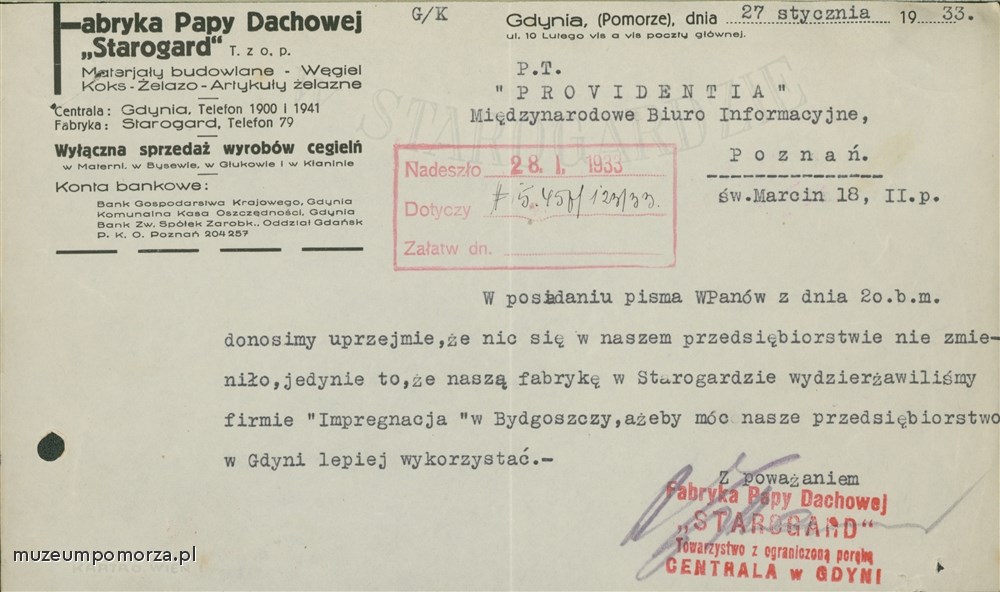 Fabryka Papy Dachowej
„Starogard" T. z o. p.
Materjały budowlane - Węgiel
Koks-Żelazo-Artykuły żelazne
Centrala: Gdynia, Telefon 1900 i 1941
Fabryka: Starogard, Telefon 79
Wyłączna sprzedaż wyrobów cegielń
w Materni, w Bysewie, w Głukowie i w Kłaninie
Konta bankowe:
Bank Gospodarstwa Krajowego, Gdynia
Komunalna Kasa Oszczędności, Gdynia
Bank Zw. Spółek Zarobk., Oddział Gdańsk
P. K. O. Poznań 204257
G/K
Gdynia, (Pomorze), dnia 27 stycznia 1933.
ul. 10 Lutego vis a vis poczty głównej.
P.T.
"PROVIDENTIA"
Międzynarodowe Biuro Informacyjne,
Poznań.
św.Marcin 18, II.p.
STAROGARDZIE
Nadeszło 28. I. 1933
Dotyczy
Załatw dn.
W posiadaniu pisma WPanów z dnia 2o.b.m.
donosimy uprzejmie,że nic się w naszem przedsiębiorstwie nie zmie-
niło,jedynie to,że naszą fabrykę w Starogardzie wydzierżawiliśmy
firmie "Impregnacja "w Bydgoszczy,ażeby móc nasze przedsiębiorstwo
w Gdyni lepiej wykorzystać.-
Z poważaniem
Fabryka Papy Dachowej
„STAROGARD"
Towarzystwo z ograniczoną poręką
CENTRALA w GDYNI
muzeumpomorza.pl